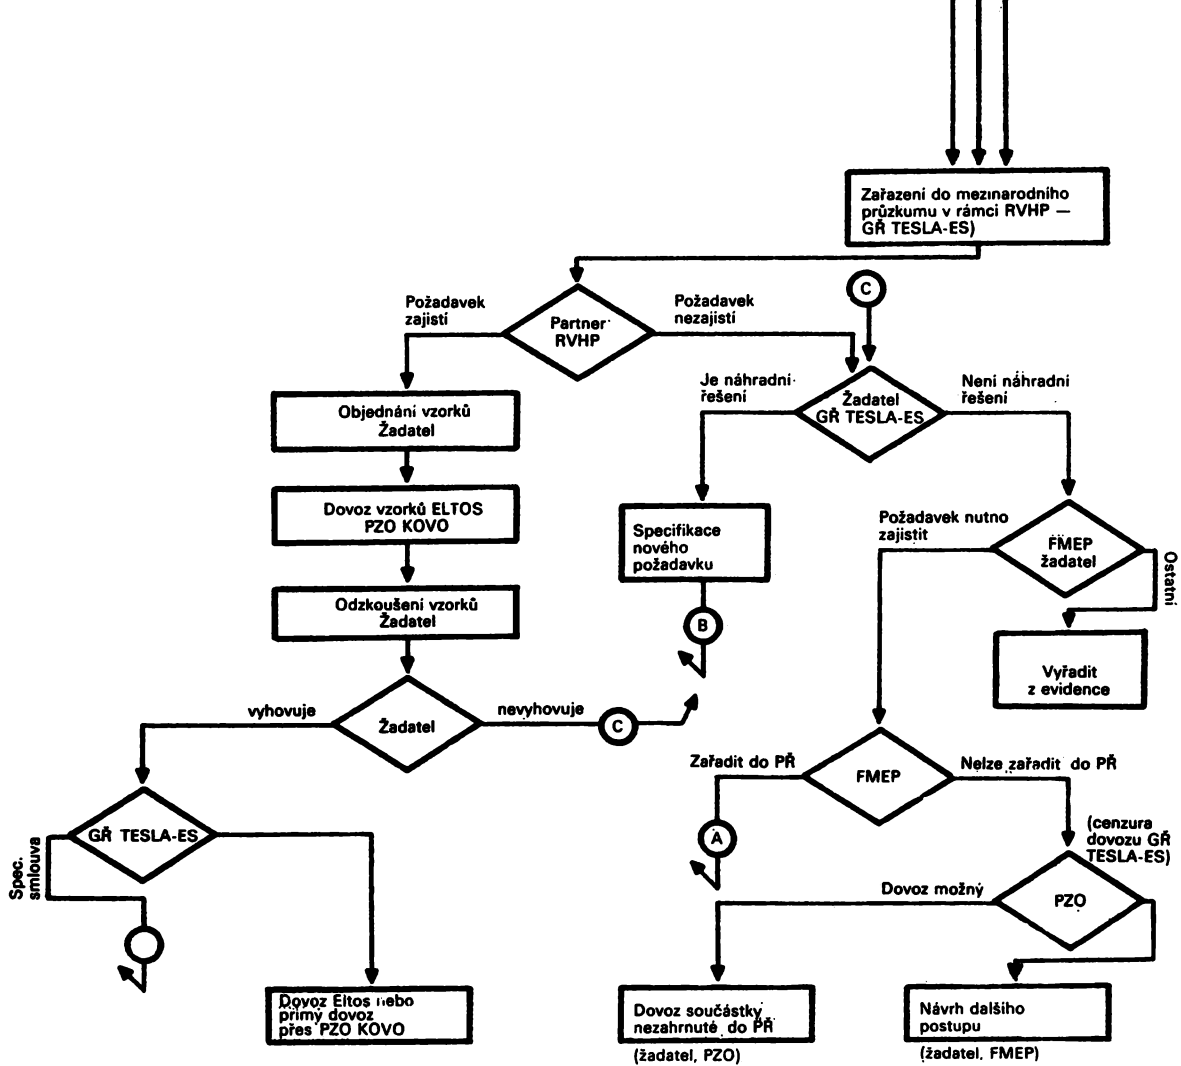 Zařazení do mezinarodního
průzkumu v rámci RVHP —
GŘ TESLA-ES)
C
Požadavek
zajistí
Partner
RVHP
Požadavek
nezajistí
Je náhradní
řešení
Žadatel
GŘ TESLA-ES
Není náhradní
řešení
Objednání vzorků
Žadatel
Dovoz vzorků ELTOS
PZO KOVO
Specifikace
nového
požadavku
Požadavek nutno
zajistit
FMEP
žadatel
Ostatní
Odzkoušení vzorků
Žadatel
B
Vyřadit
z evidence
vyhovuje
Žadatel
nevyhovuje
C
Zařadit do PŘ
FMEP
Nelze zařadit do PŘ
GŘ TESLA-ES
Spec.
smlouva
A
(cenzura
dovozu GŘ
TESLA-ES)
Dovoz možný
PZO
Dovoz Eltos nebo
přímý dovoz
přes PZO KOVO
Dovoz součástky
nezahrnuté do PŘ
(žadatel, PZO)
Návrh dalšího
postupu
(žadatel, FMEP)